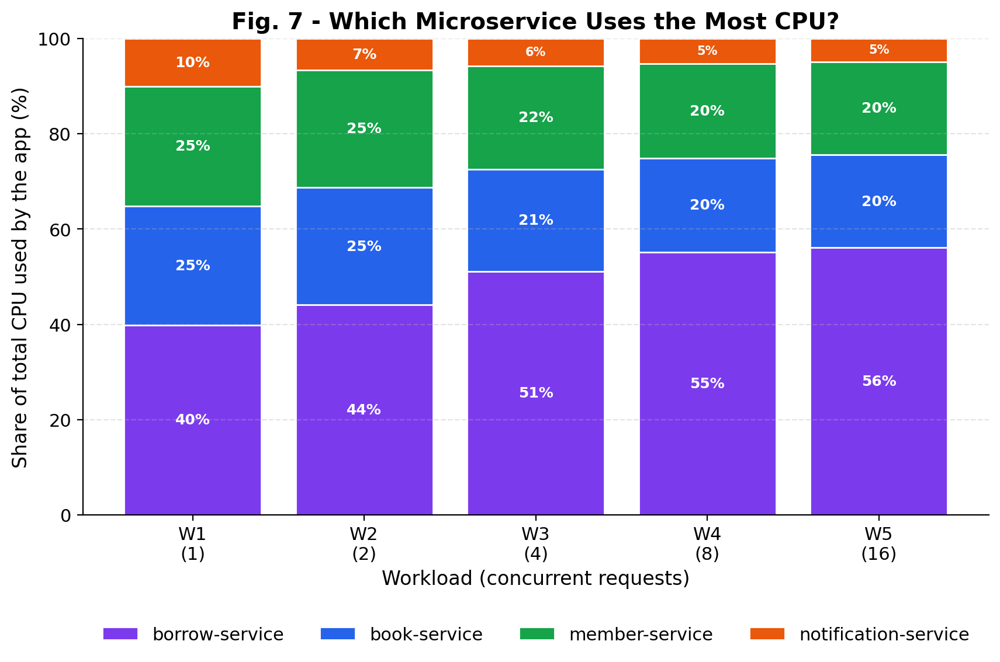 Fig. 7 - Which Microservice Uses the Most CPU?
Share of total CPU used by the app (%)
100
80
60
40
20
0
10%
7%
6%
5%
5%
25%
25%
22%
20%
20%
25%
25%
21%
20%
20%
40%
44%
51%
55%
56%
W1
(1)
W2
(2)
W3
(4)
W4
(8)
W5
(16)
Workload (concurrent requests)
borrow-service
book-service
member-service
notification-service